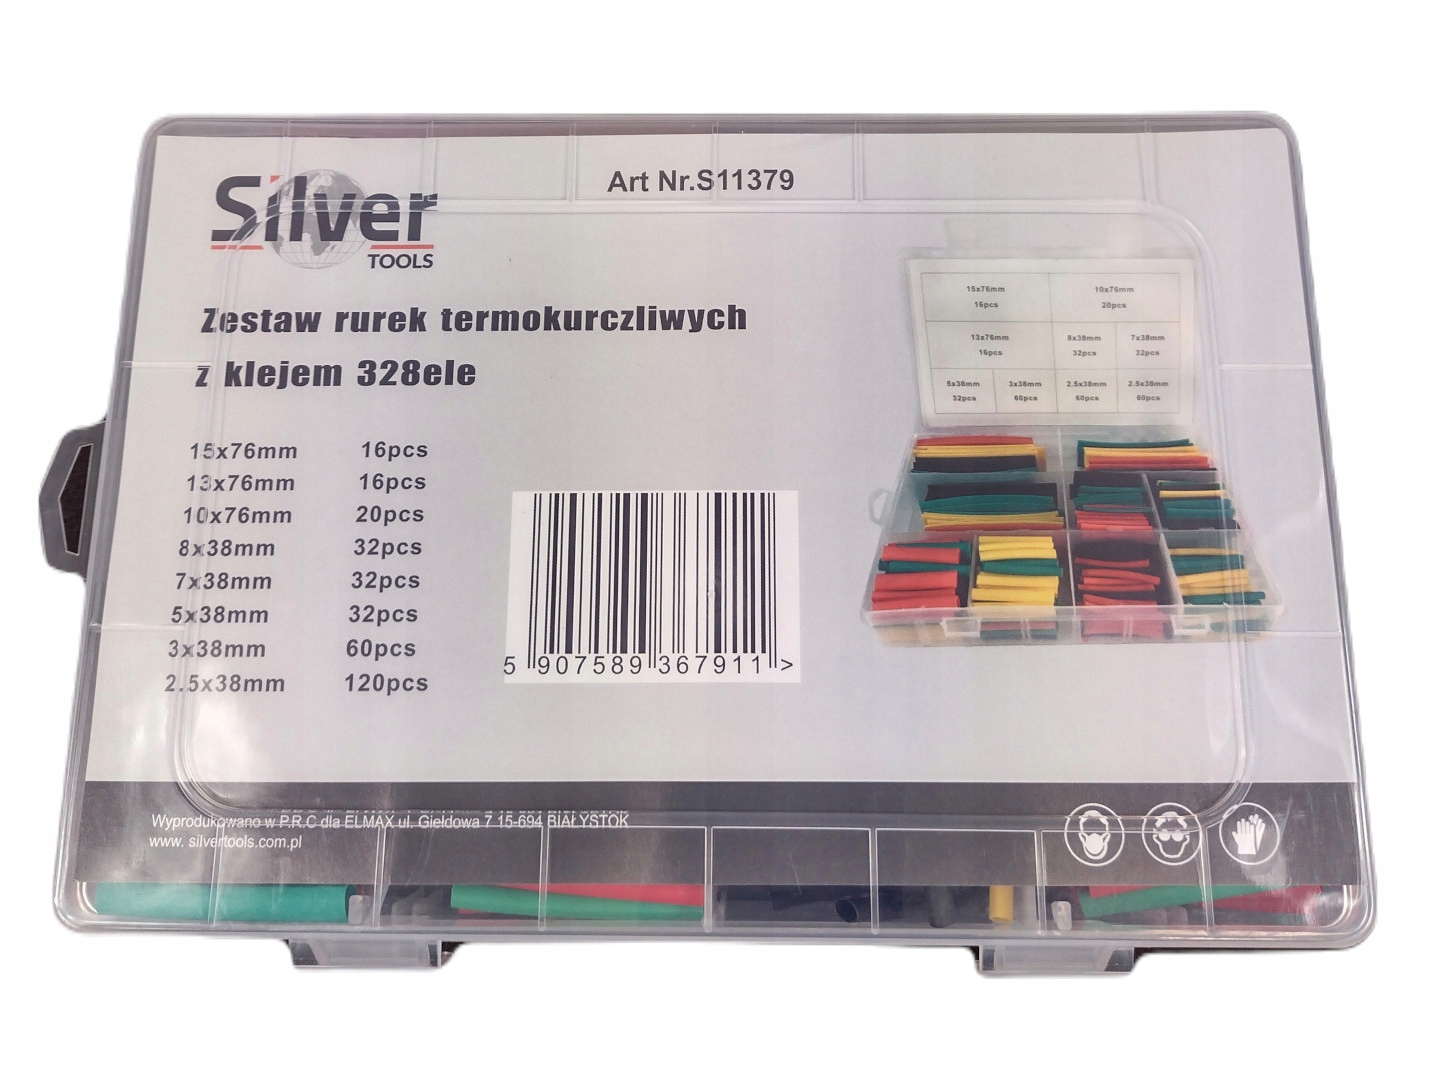 Silver
TOOLS
Art Nr.S11379
Zestaw rurek termokurczliwych
z klejem 328ele
15x76mm 16pcs
13x76mm 16pcs
10x76mm 20pcs
8x38mm 32pcs
7x38mm 32pcs
5x38mm 32pcs
3x38mm 60pcs
2.5x38mm 120pcs
5 907589 367911 >
15x76mm 10x76mm
16pcs 20pcs
13x76mm 8x38mm 7x38mm
16pcs 32pcs 32pcs
5x38mm 3x38mm 2.5x38mm 2.5x38mm
32pcs 60pcs 60pcs 60pcs
Wyprodukowano w P.R.C dla ELMAX ul. Giełdowa 7 15-694 BIAŁYSTOK
www. silvertools.com.pl